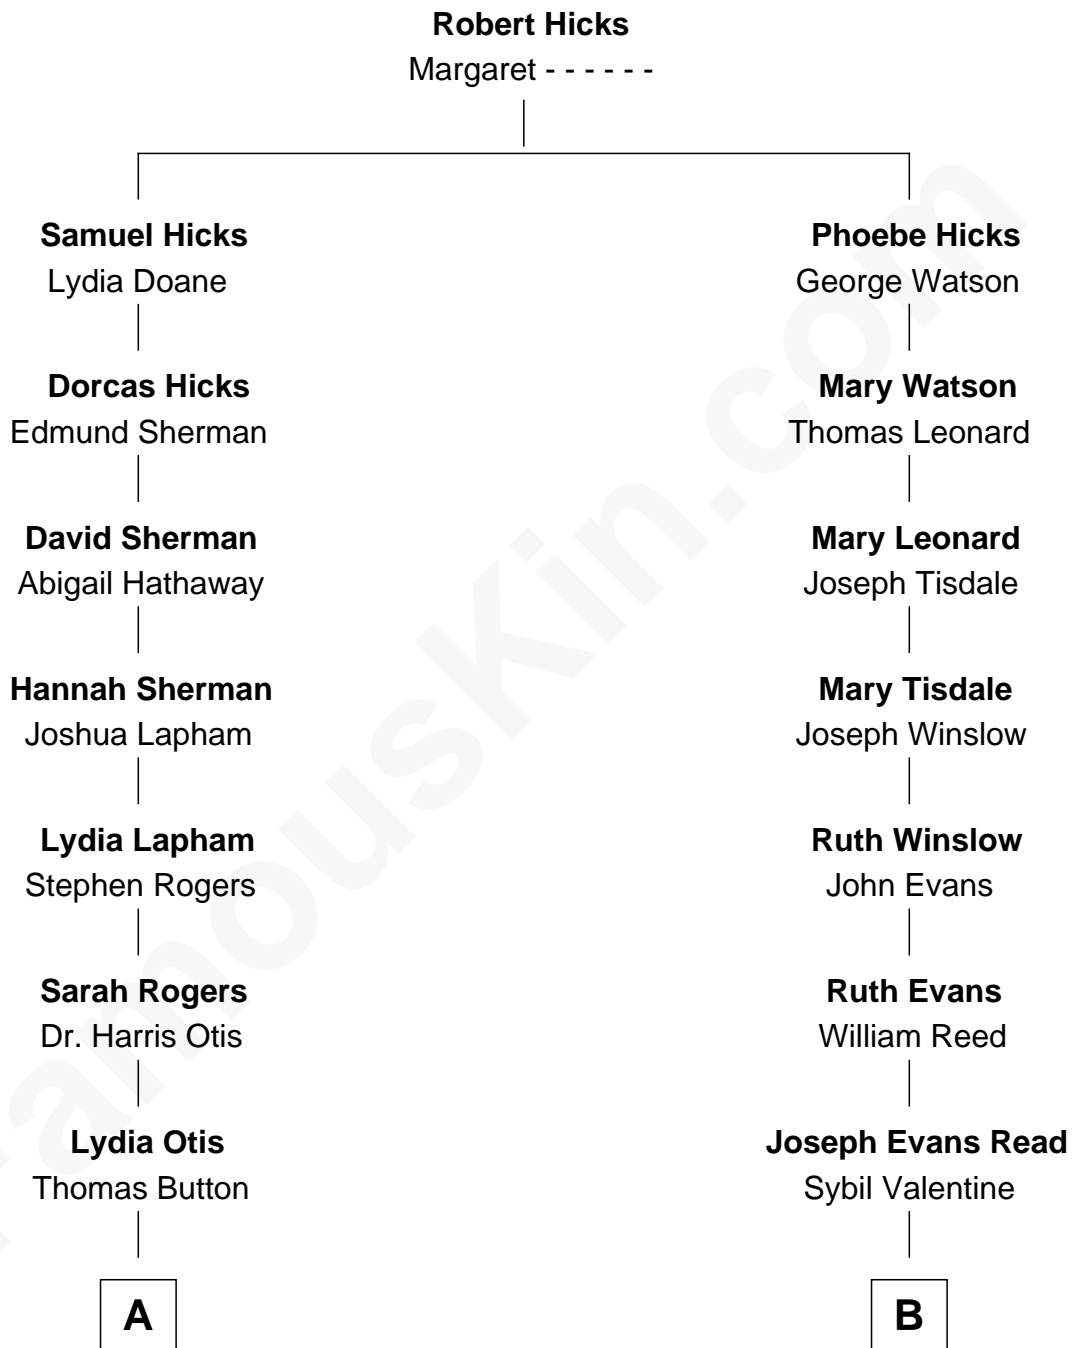 Robert Hicks
Margaret - - - - - -
Samuel Hicks
Lydia Doane
Phoebe Hicks
George Watson
Dorcas Hicks
Edmund Sherman
Mary Watson
Thomas Leonard
David Sherman
Abigail Hathaway
Mary Leonard
Joseph Tisdale
Hannah Sherman
Joshua Lapham
Mary Tisdale
Joseph Winslow
Lydia Lapham
Stephen Rogers
Ruth Winslow
John Evans
Sarah Rogers
Dr. Harris Otis
Ruth Evans
William Reed
Lydia Otis
Thomas Button
Joseph Evans Read
Sybil Valentine
A
B
FamousKin.com